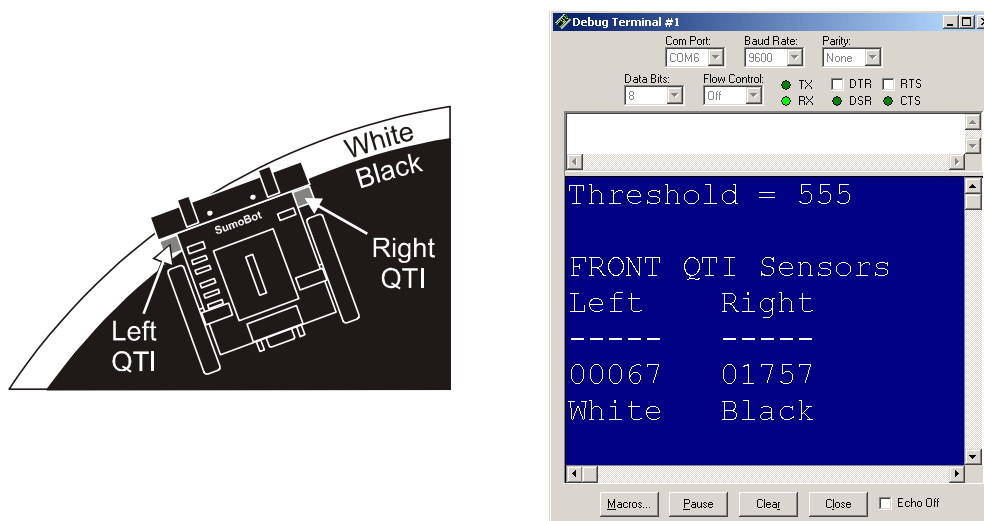 White
Black
SumoBot
Right
QTI
Left
QTI
Debug Terminal #1
Com Port: Baud Rate: Parity:
COM6 9600 None
Data Bits: Flow Control: TX DTR RTS
8 Off RX DSR CTS
Threshold = 555
FRONT QTI Sensors
Left Right
----- -----
00067 01757
White Black
Macros... Pause Clear Close Echo Off